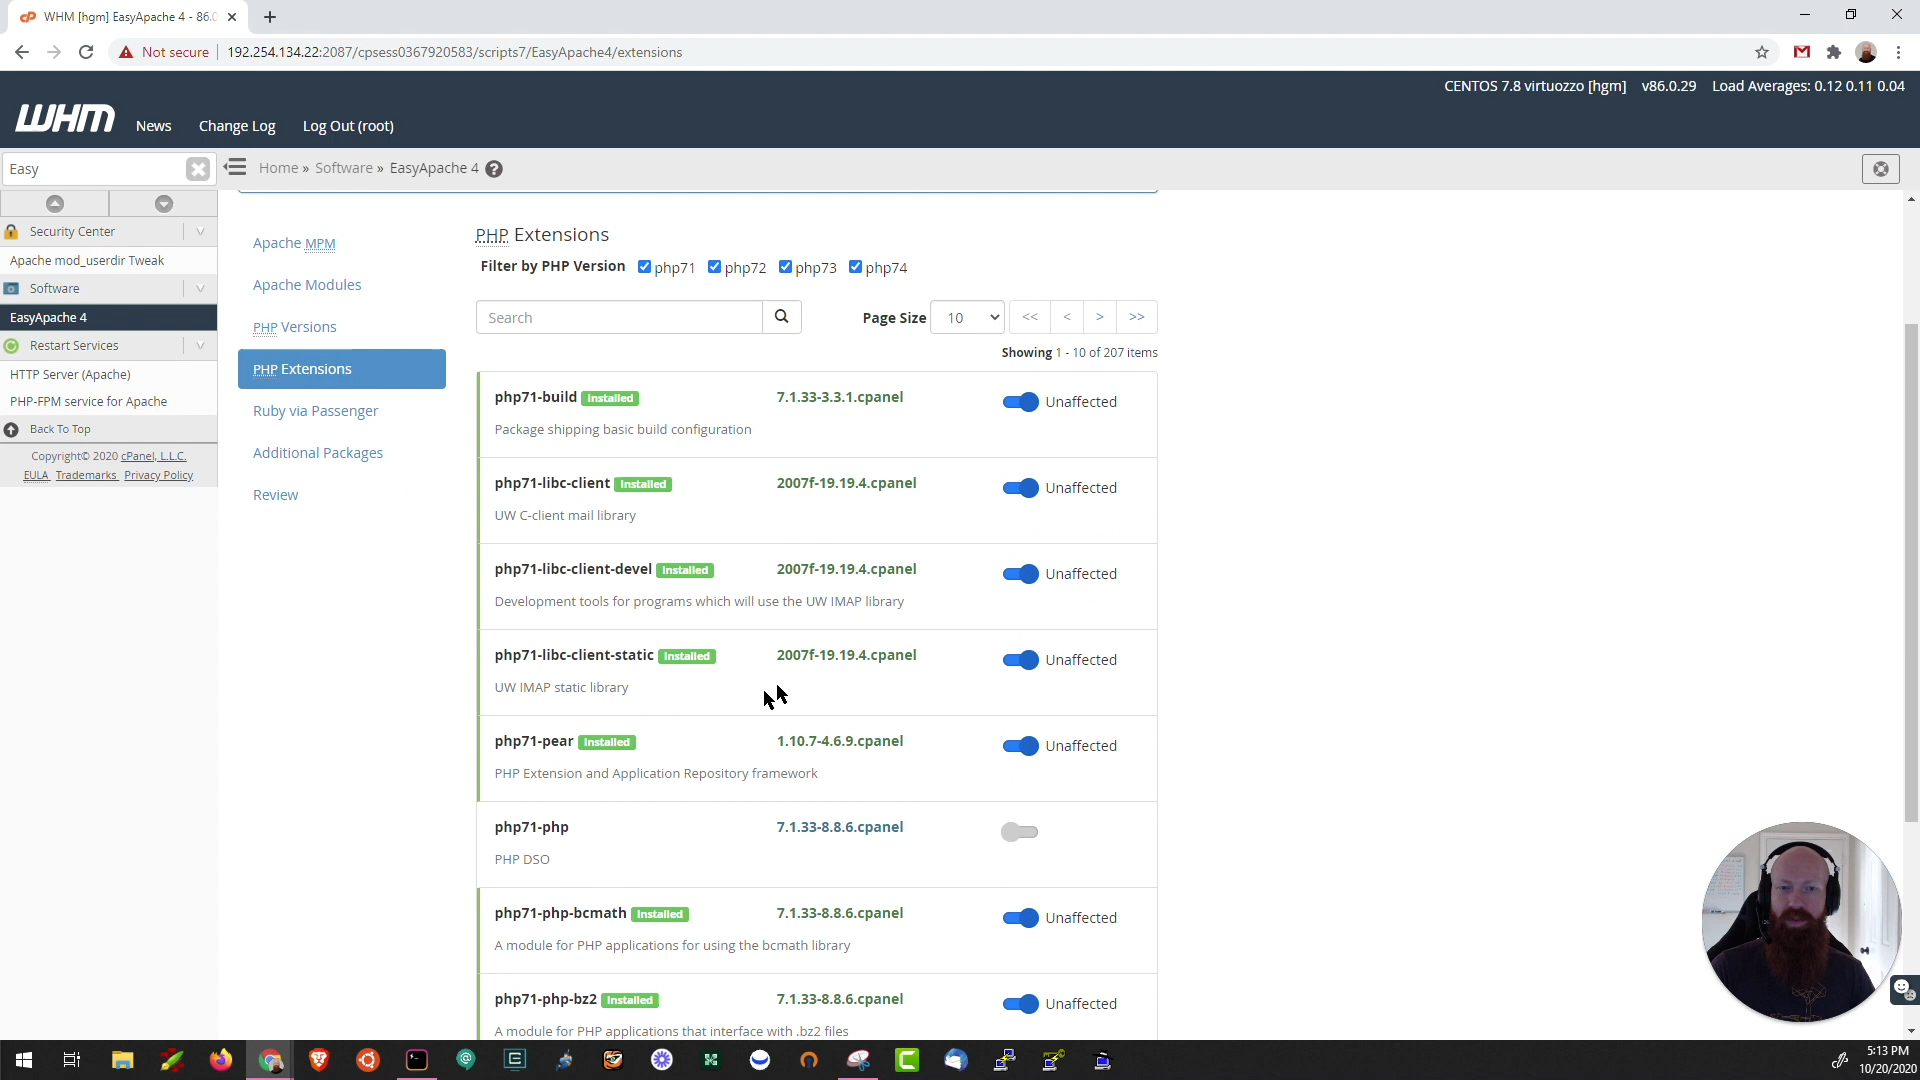 WHM [hgm] EasyApache 4 - 86.0
Not secure
192.254.134.22:2087/cpsess0367920583/scripts7/EasyApache4/extensions
CENTOS 7.8 virtuozzo [hgm] v86.0.29 Load Averages: 0.12 0.11 0.04
WHM
News
Change Log
Log Out (root)
Easy
Home » Software » EasyApache 4
Security Center
Apache mod_userdir Tweak
Software
EasyApache 4
Restart Services
HTTP Server (Apache)
PHP-FPM service for Apache
Back To Top
Copyright© 2020 cPanel, L.L.C.
EULA Trademarks Privacy Policy
Apache MPM
Apache Modules
PHP Versions
PHP Extensions
Ruby via Passenger
Additional Packages
Review
PHP Extensions
Filter by PHP Version php71 php72 php73 php74
Search
Page Size 10 << < > >>
Showing 1 - 10 of 207 items
php71-build Installed 7.1.33-3.3.1.cpanel Unaffected
Package shipping basic build configuration
php71-libc-client Installed 2007f-19.19.4.cpanel Unaffected
UW C-client mail library
php71-libc-client-devel Installed 2007f-19.19.4.cpanel Unaffected
Development tools for programs which will use the UW IMAP library
php71-libc-client-static Installed 2007f-19.19.4.cpanel Unaffected
UW IMAP static library
php71-pear Installed 1.10.7-4.6.9.cpanel Unaffected
PHP Extension and Application Repository framework
php71-php 7.1.33-8.8.6.cpanel
PHP DSO
php71-php-bcmath Installed 7.1.33-8.8.6.cpanel Unaffected
A module for PHP applications for using the bcmath library
php71-php-bz2 Installed 7.1.33-8.8.6.cpanel Unaffected
A module for PHP applications that interface with .bz2 files
5:13 PM
10/20/2020